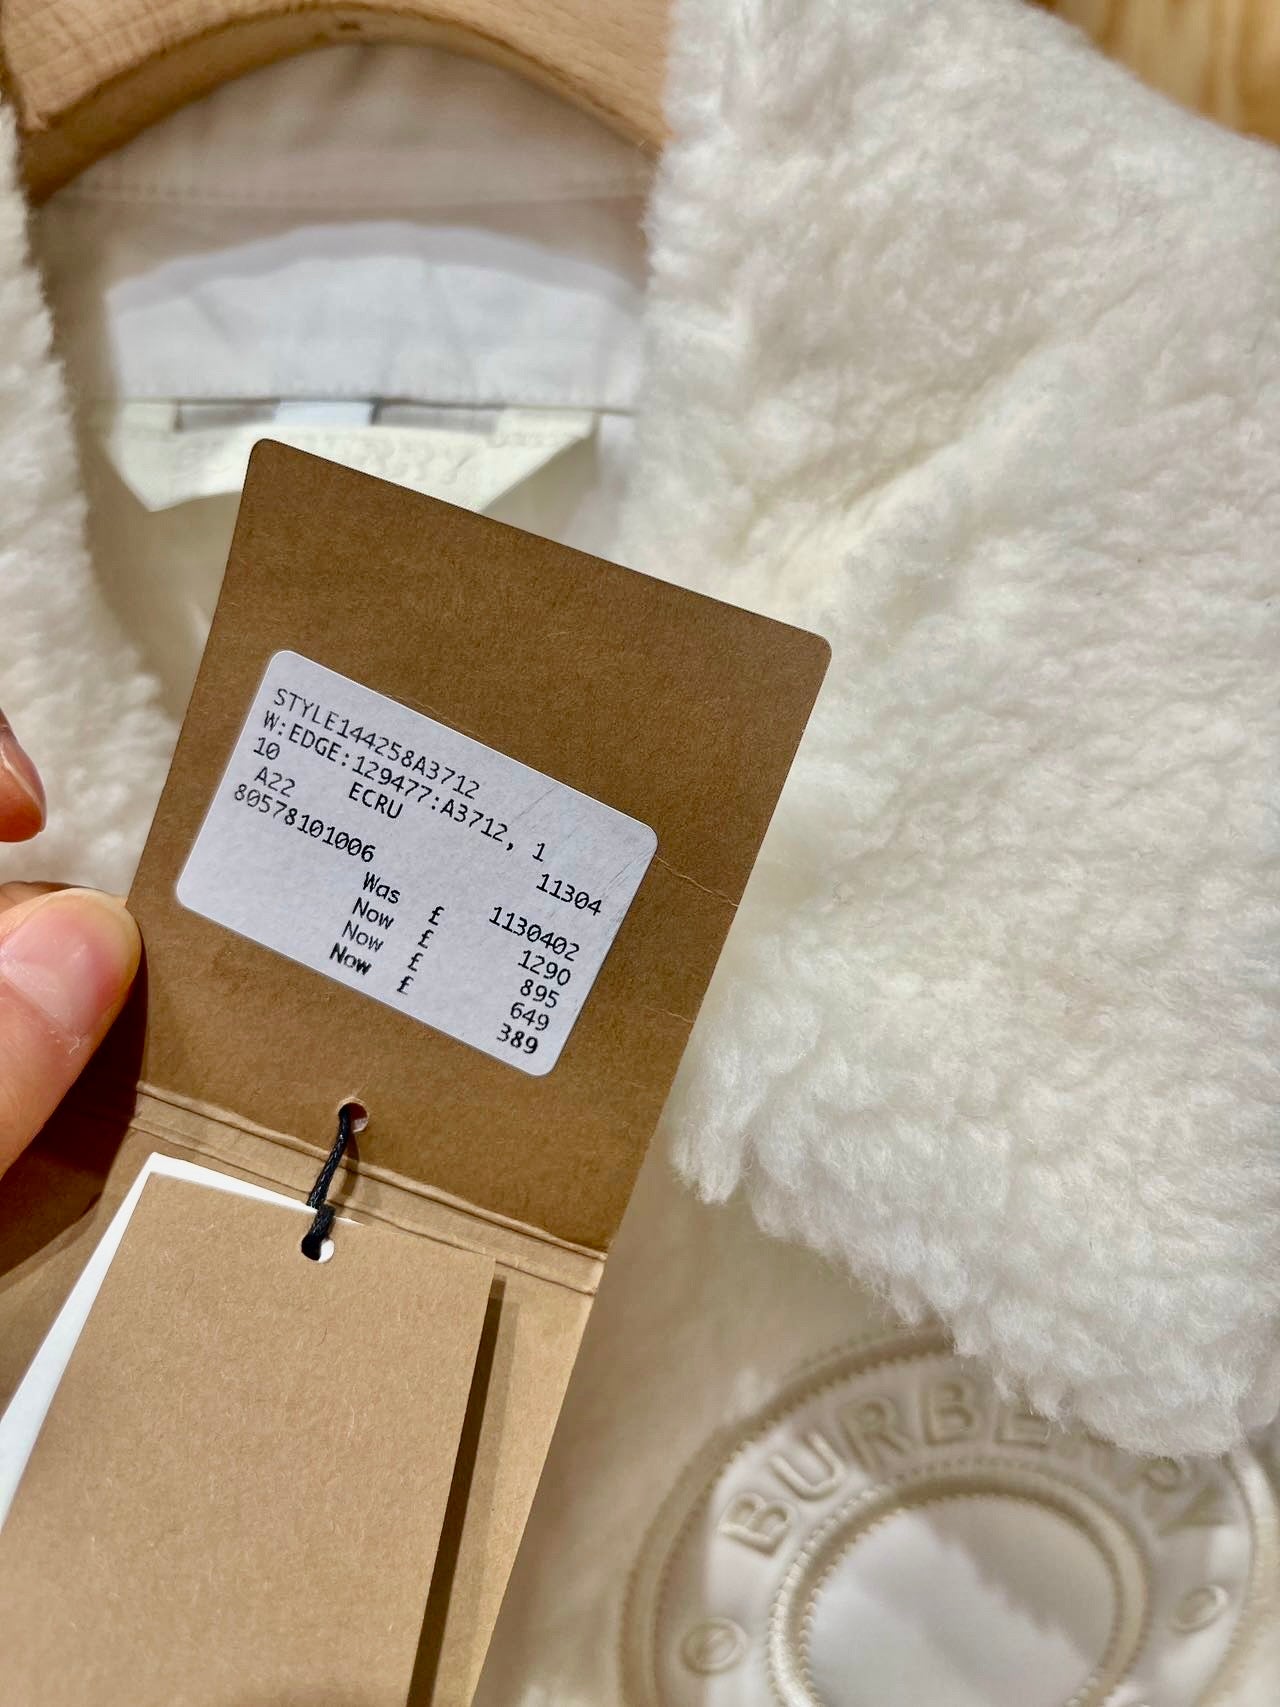 STYLE144258A3712
W:EDGE:129477:A3712, 1
10 ECRU 11304
A22
80578101006 1130402
Was £ 1290
Now £ 895
Now £ 649
Now £ 389
BURBERRY